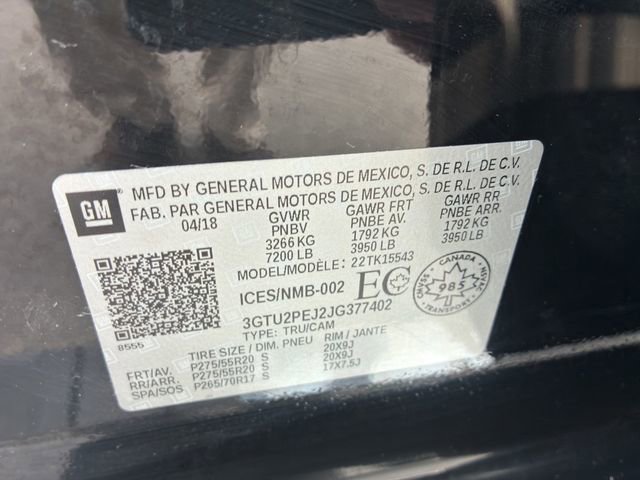 GM
MFD BY GENERAL MOTORS DE MEXICO, S. DE R.L. DE C.V.
FAB. PAR GENERAL MOTORS DE MEXICO, S. DE R.L. DE C.V.
04/18 GVWR GAWR FRT GAWR RR
PNBV PNBE AV. PNBE ARR.
3266 KG 1792 KG 1792 KG
7200 LB 3950 LB 3950 LB
MODEL/MODÈLE: 22TK15543
ICES/NMB-002 EC
CANADA
985
3GTU2PEJ2JG377402
8555
TYPE: TRU/CAM
TIRE SIZE / DIM. PNEU RIM / JANTE
FRT/AV. P275/55R20 S 20X9J
RR/ARR. P275/55R20 S 20X9J
SPA/SOS P265/70R17 S 17X7.5J